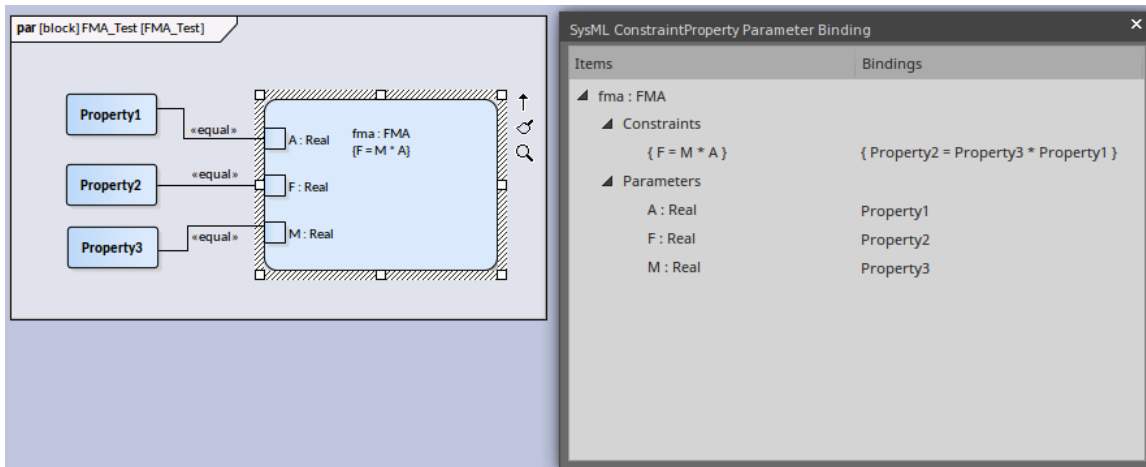 par [block] FMA_Test [FMA_Test]
Property1
«equal»
A : Real
fma : FMA
{F = M * A}
Property2
«equal»
F : Real
Property3
«equal»
M : Real
SysML ConstraintProperty Parameter Binding
Items Bindings
fma : FMA
Constraints
{ F = M * A } { Property2 = Property3 * Property1 }
Parameters
A : Real Property1
F : Real Property2
M : Real Property3